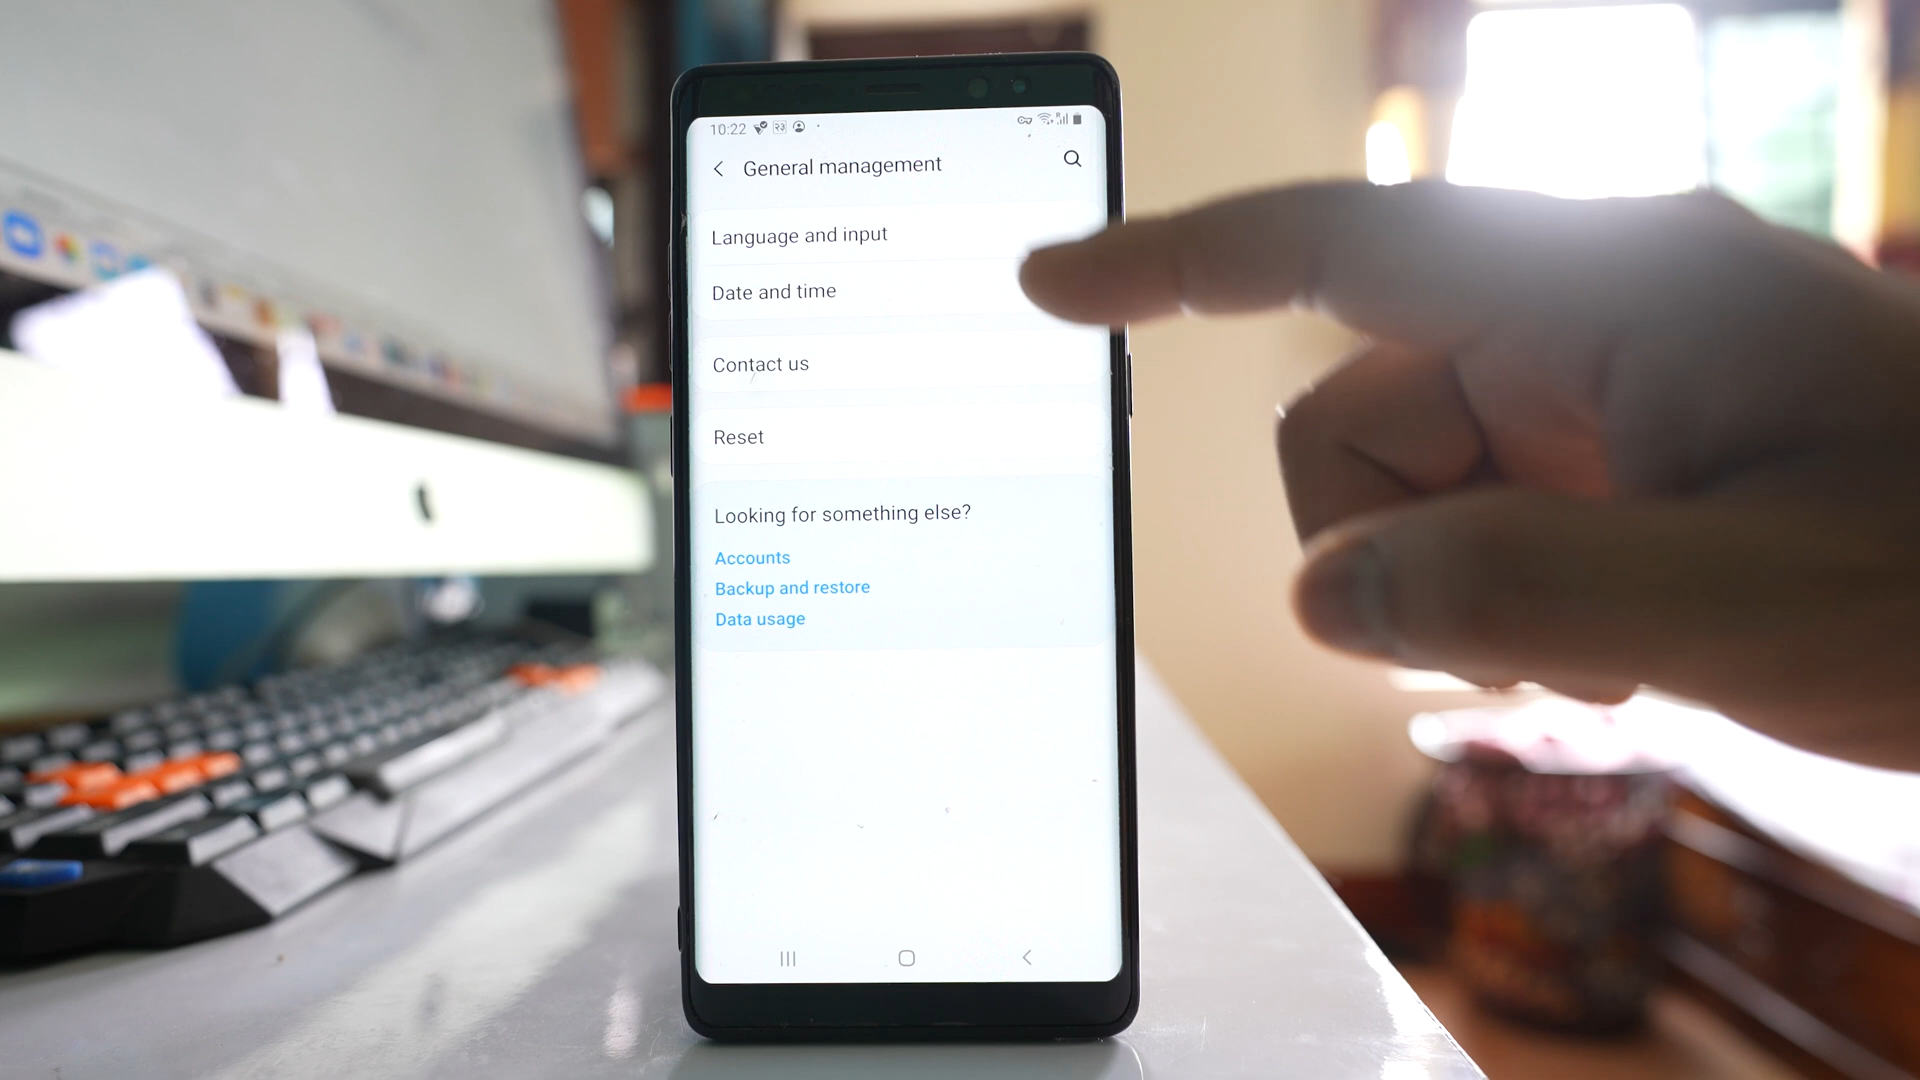 10:22 २३
General management
Language and input
Date and time
Contact us
Reset
Looking for something else?
Accounts
Backup and restore
Data usage